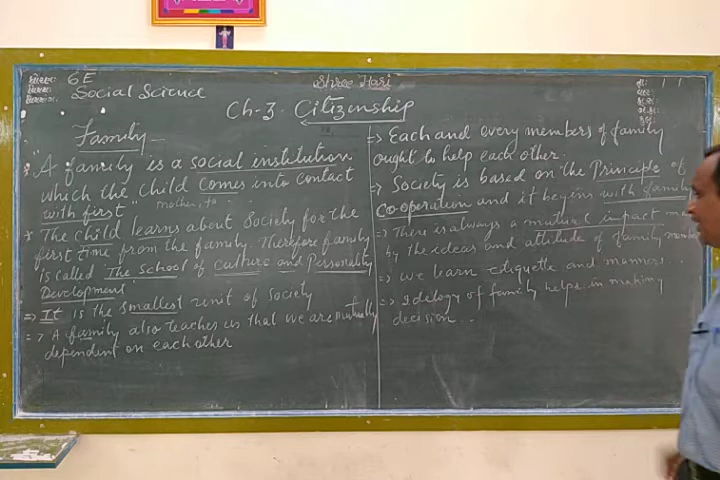 ધોરણ: 6E
Shree Hari
વિષય: Social Science
Ch-3. Citizenship
Family -
"A family is a social institution
which the child comes into contact
with first"
mother, fa..
* The child learns about Society for the
first time from the family. Therefore family
is called 'The School of culture and Personality
Development'
=> It is the smallest unit of Society
=> A family also teaches us that we are mutually
dependent on each other
=> Each and every members of family
ought to help each other.
=> Society is based on the Principle of
Co-operation and it begins with family
=> There is always a mutual impact ma
by the ideas and attitude of family memb
=> we learn etiquette and manners..
=> Idelogy of family helps in making
decision...